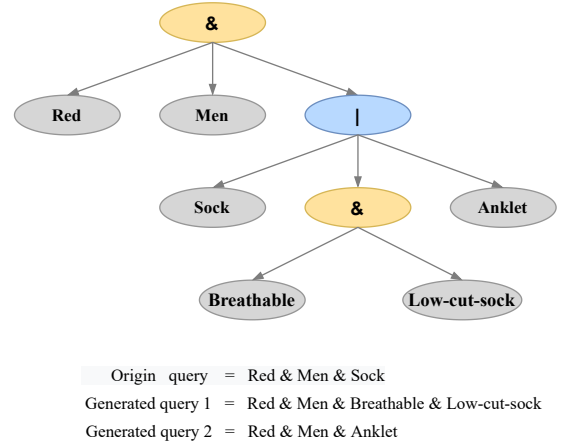 &
Red
Men
|
Sock
&
Anklet
Breathable
Low-cut-sock
Origin query = Red & Men & Sock
Generated query 1 = Red & Men & Breathable & Low-cut-sock
Generated query 2 = Red & Men & Anklet